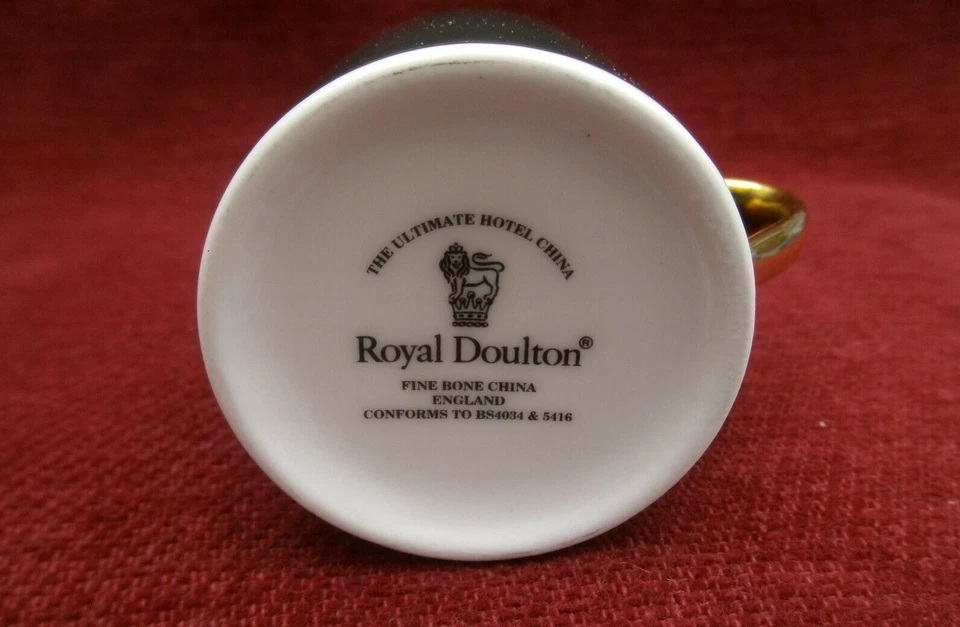 THE ULTIMATE HOTEL CHINA
Royal Doulton®
FINE BONE CHINA
ENGLAND
CONFORMS TO BS4034 & 5416